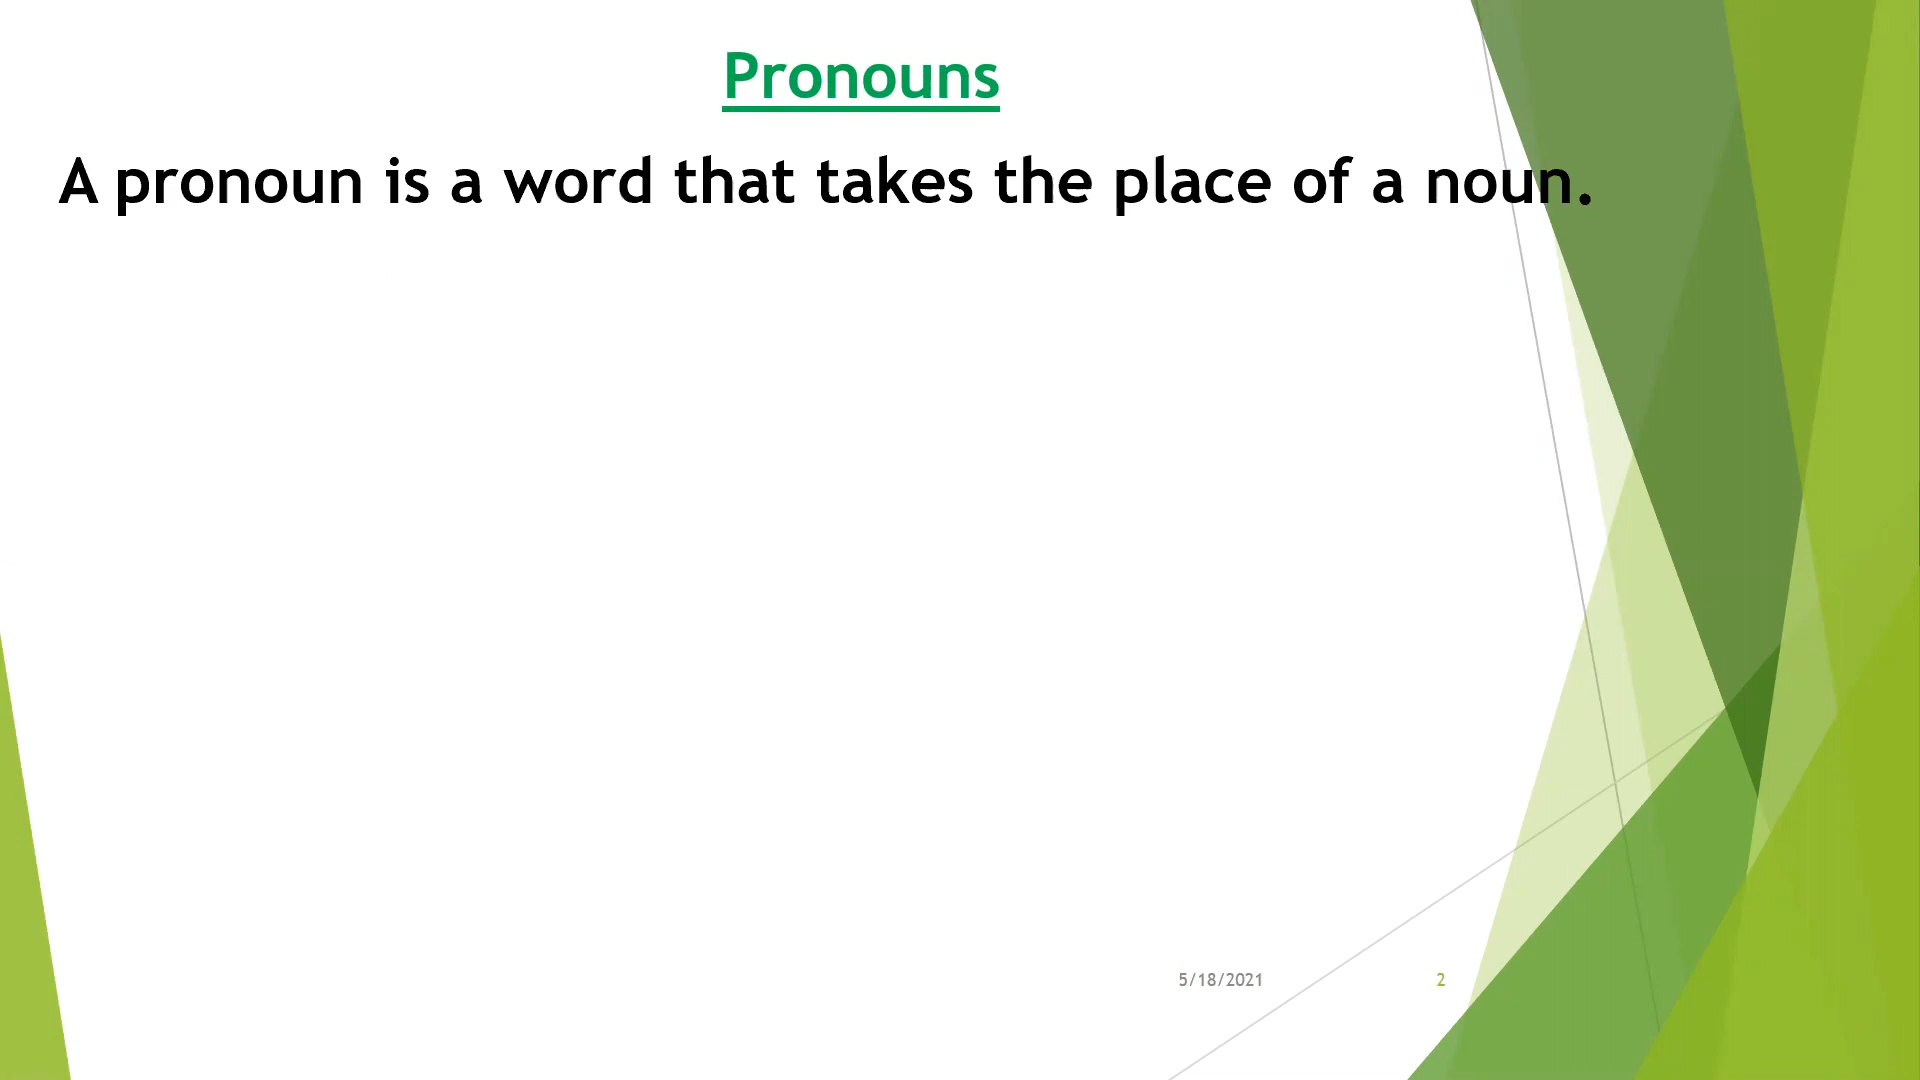 Pronouns
A pronoun is a word that takes the place of a noun.
5/18/2021
2